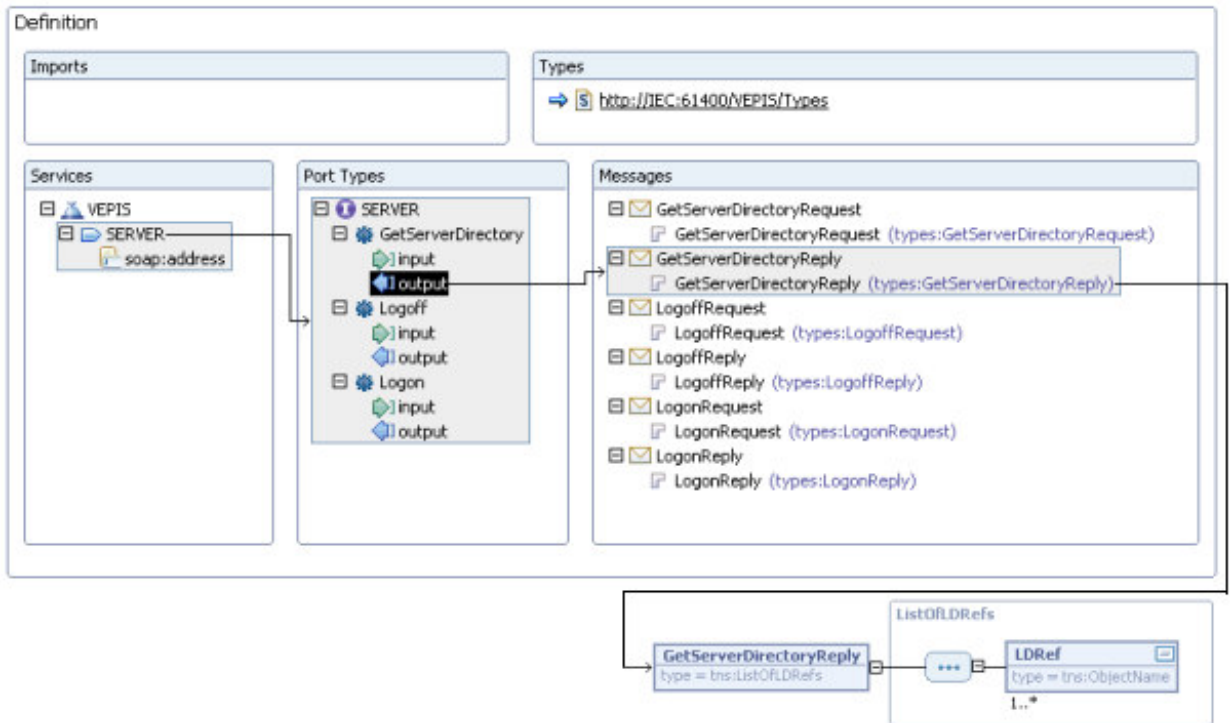 Definition
Imports
Types
http://IEC:61400/VEPIS/Types
Services
VEPIS
SERVER
soap:address
Port Types
SERVER
GetServerDirectory
input
output
Logoff
input
output
Logon
input
output
Messages
GetServerDirectoryRequest
GetServerDirectoryRequest (types:GetServerDirectoryRequest)
GetServerDirectoryReply
GetServerDirectoryReply (types:GetServerDirectoryReply)
LogoffRequest
LogoffRequest (types:LogoffRequest)
LogoffReply
LogoffReply (types:LogoffReply)
LogonRequest
LogonRequest (types:LogonRequest)
LogonReply
LogonReply (types:LogonReply)
GetServerDirectoryReply
type = tns:ListOfLDRefs
ListOfLDRefs
LDRef
type = tns:ObjectName
1..*